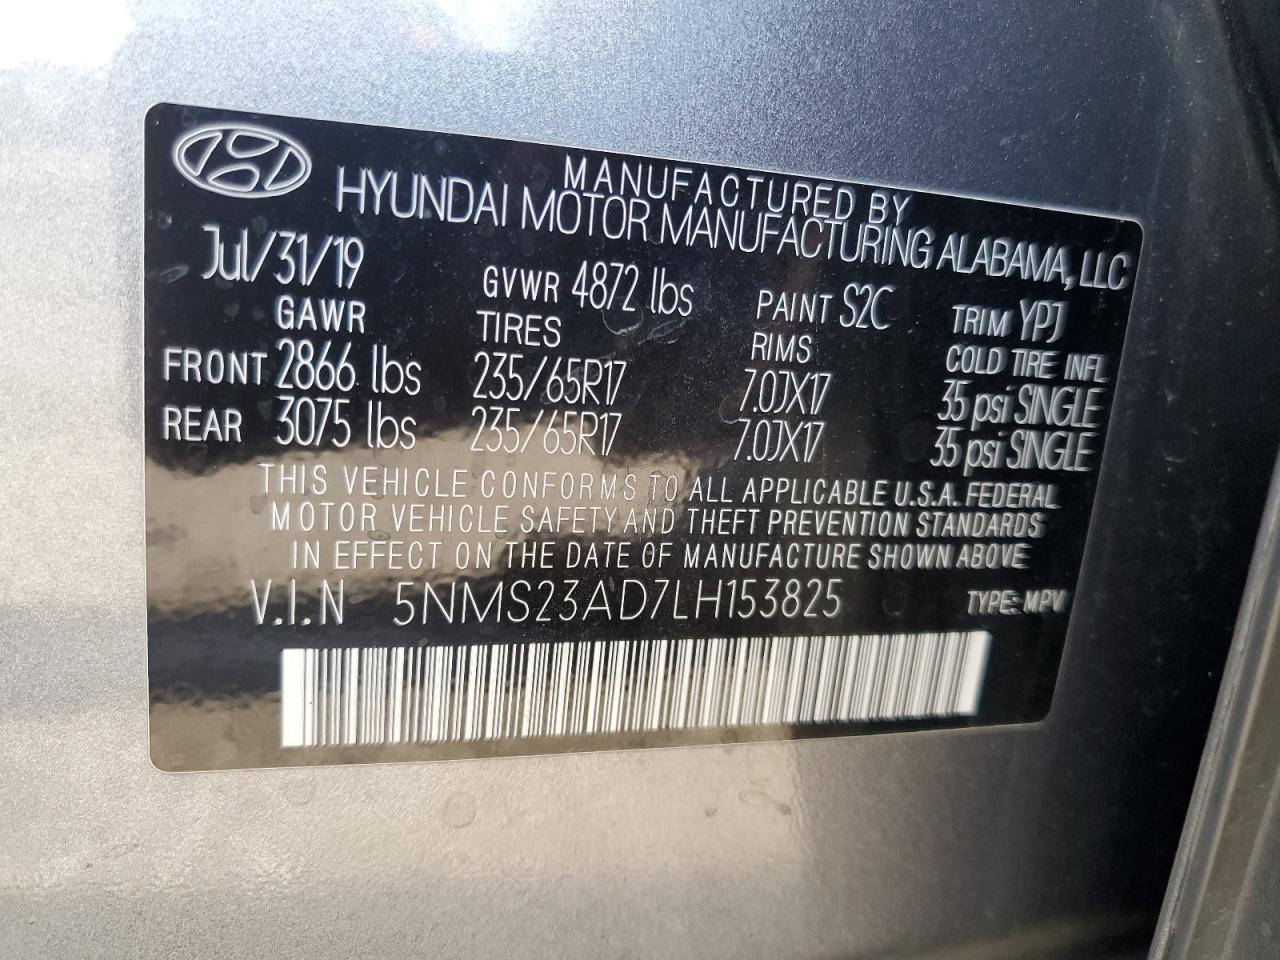 MANUFACTURED BY
HYUNDAI MOTOR MANUFACTURING ALABAMA, LLC
Jul/31/19 GVWR 4872 lbs PAINT S2C TRIM YPJ
GAWR TIRES RIMS COLD TIRE INFL
FRONT 2866 lbs 235/65R17 7.0JX17 35 psi SINGLE
REAR 3075 lbs 235/65R17 7.0JX17 35 psi SINGLE
THIS VEHICLE CONFORMS TO ALL APPLICABLE U.S.A. FEDERAL
MOTOR VEHICLE SAFETY AND THEFT PREVENTION STANDARDS
IN EFFECT ON THE DATE OF MANUFACTURE SHOWN ABOVE
V.I.N 5NMS23AD7LH153825 TYPE: MPV